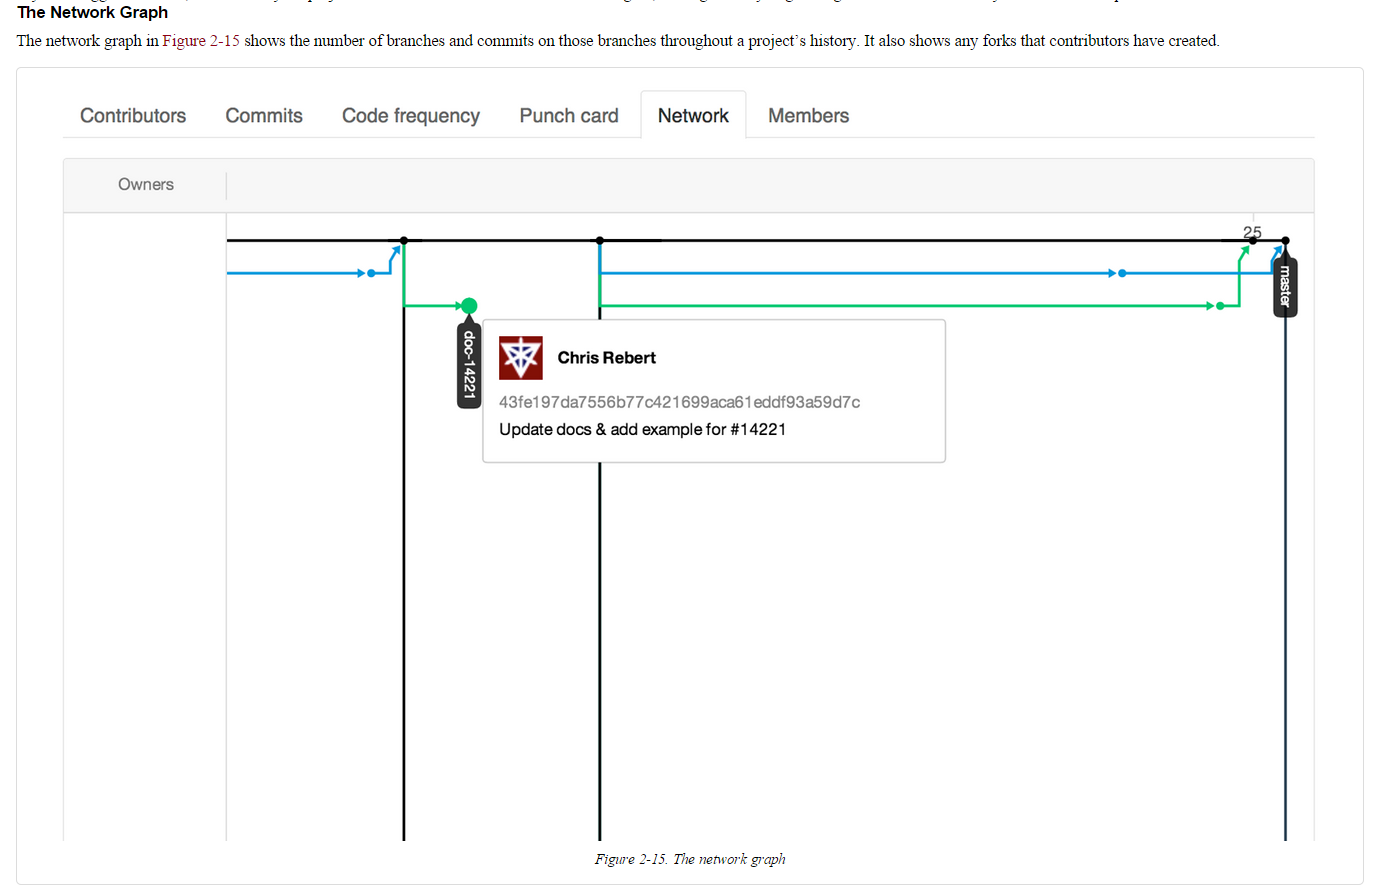 The Network Graph
The network graph in Figure 2-15 shows the number of branches and commits on those branches throughout a project's history. It also shows any forks that contributors have created.
Contributors Commits Code frequency Punch card Network Members
Owners
25
master
doc-14221
Chris Rebert
43fe197da7556b77c421699aca61eddf93a59d7c
Update docs & add example for #14221
Figure 2-15. The network graph